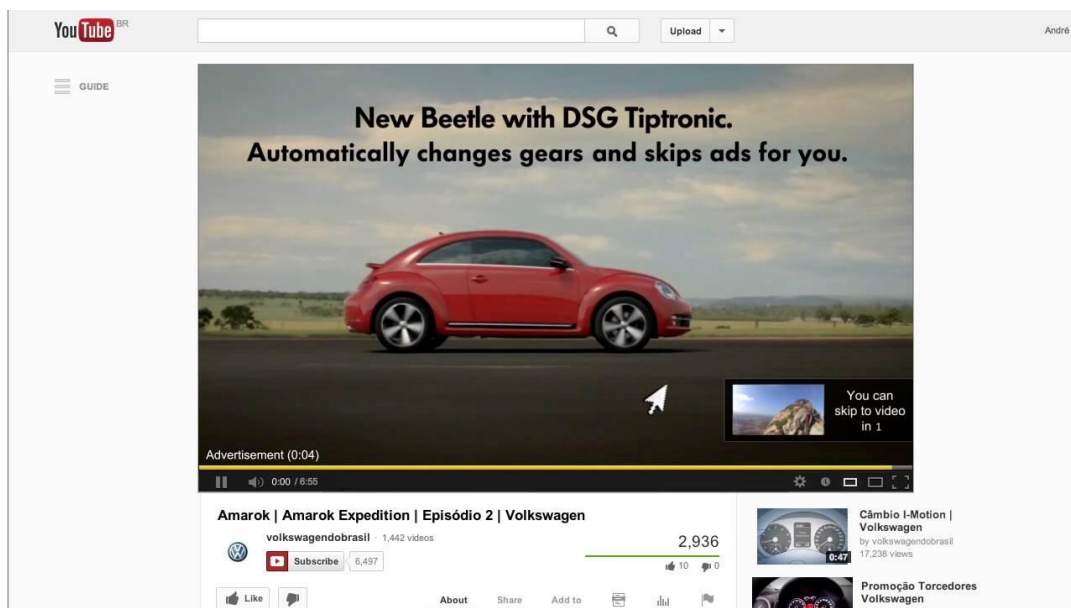 YouTube BR
Upload
André
GUIDE
New Beetle with DSG Tiptronic.
Automatically changes gears and skips ads for you.
You can
skip to video
in 1
Advertisement (0:04)
0:00 / 6:55
Amarok | Amarok Expedition | Episódio 2 | Volkswagen
volkswagendobrasil · 1,442 videos
Subscribe 6,497
2,936
10 0
Like
About Share Add to
0:47
Câmbio I-Motion |
Volkswagen
by volkswagendobrasil
17,238 views
Promoção Torcedores
Volkswagen